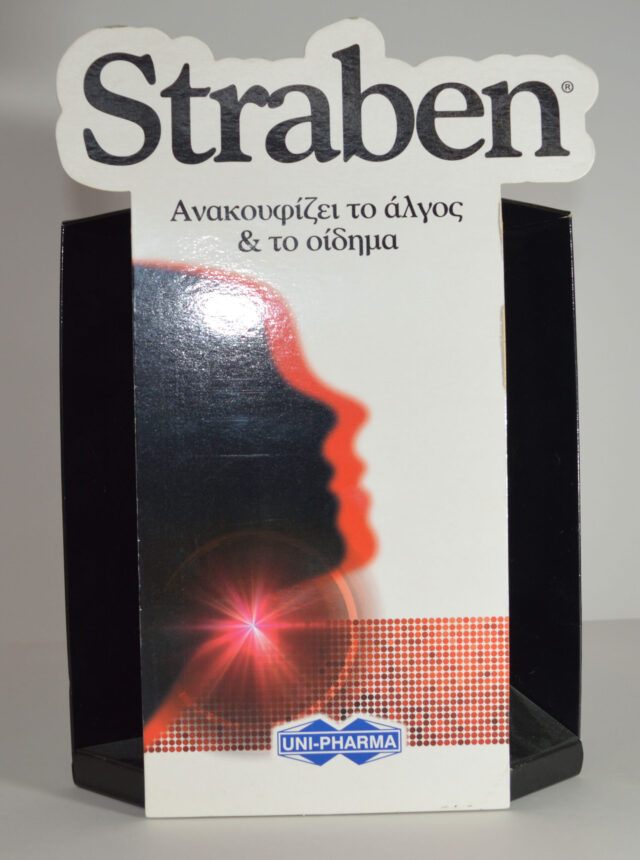 Straben®
Ανακουφίζει το άλγος
& το οίδημα
UNI-PHARMA